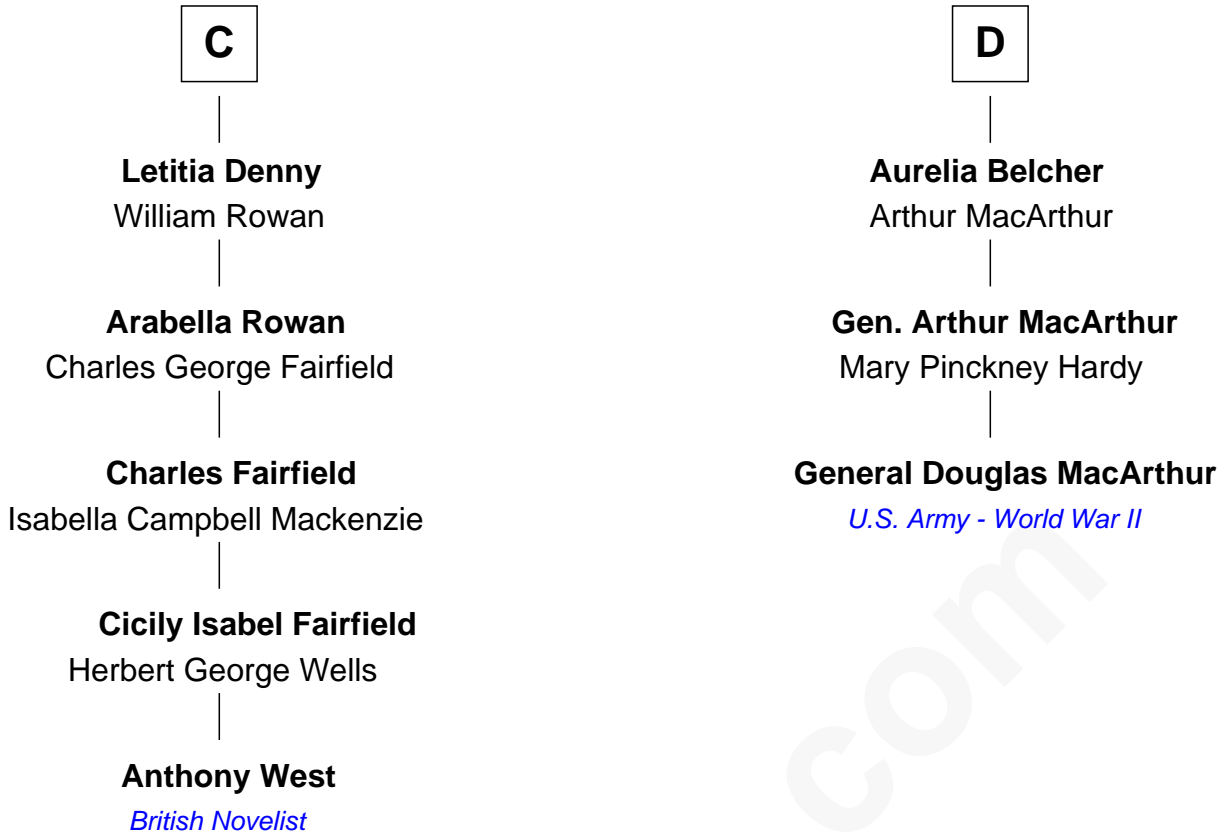 C
Letitia Denny
William Rowan
Arabella Rowan
Charles George Fairfield
Charles Fairfield
Isabella Campbell Mackenzie
Cicily Isabel Fairfield
Herbert George Wells
Anthony West
British Novelist
D
Aurelia Belcher
Arthur MacArthur
Gen. Arthur MacArthur
Mary Pinckney Hardy
General Douglas MacArthur
U.S. Army - World War II
com